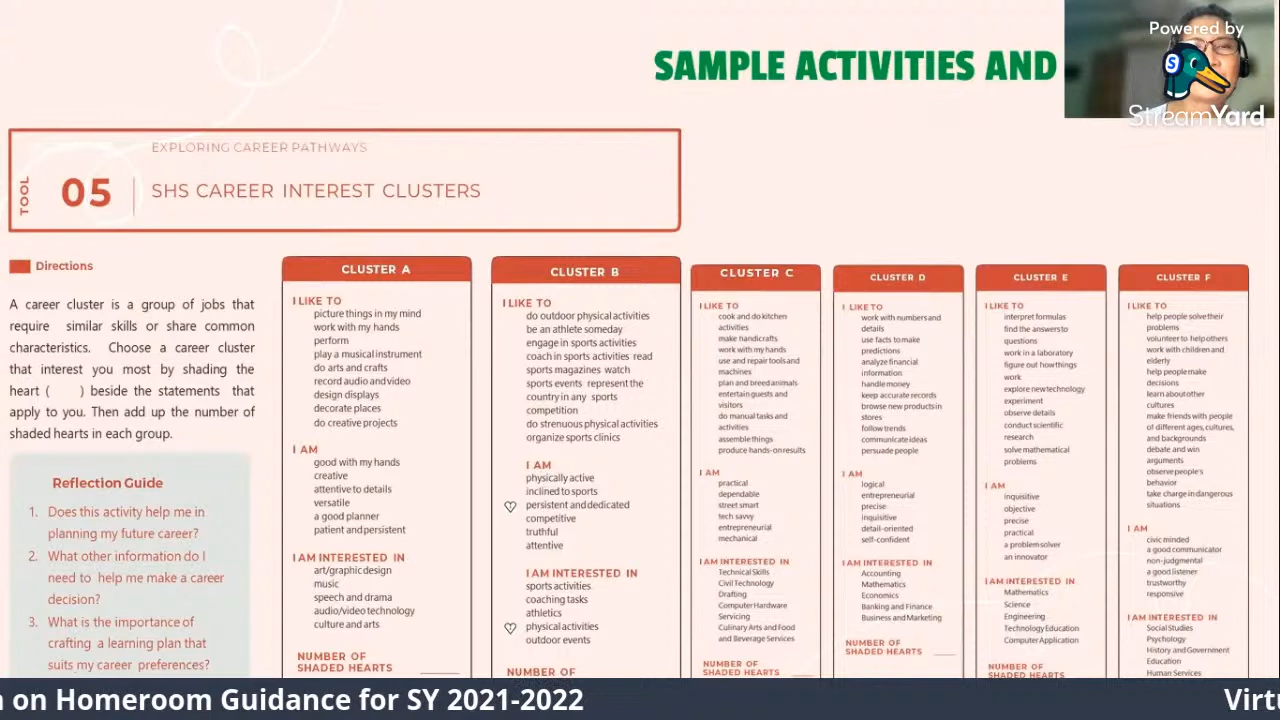 SAMPLE ACTIVITIES AND
Powered by
S
StreamYard
EXPLORING CAREER PATHWAYS
TOOL
05
SHS CAREER INTEREST CLUSTERS
Directions
A career cluster is a group of jobs that
require similar skills or share common
characteristics. Choose a career cluster
that interest you most by shading the
heart ( ) beside the statements that
apply to you. Then add up the number of
shaded hearts in each group.
Reflection Guide
1. Does this activity help me in
planning my future career?
2. What other information do I
need to help me make a career
decision?
3. What is the importance of
crafting a learning plan that
suits my career preferences?
CLUSTER A
I LIKE TO
picture things in my mind
work with my hands
perform
play a musical instrument
do arts and crafts
record audio and video
design displays
decorate places
do creative projects
I AM
good with my hands
creative
attentive to details
versatile
a good planner
patient and persistent
I AM INTERESTED IN
art/graphic design
music
speech and drama
audio/video technology
culture and arts
NUMBER OF
SHADED HEARTS
CLUSTER B
I LIKE TO
do outdoor physical activities
be an athlete someday
engage in sports activities
coach in sports activities read
sports magazines watch
sports events represent the
country in any sports
competition
do strenuous physical activities
organize sports clinics
I AM
physically active
inclined to sports
persistent and dedicated
competitive
truthful
attentive
I AM INTERESTED IN
sports activities
coaching tasks
athletics
physical activities
outdoor events
NUMBER OF
CLUSTER C
I LIKE TO
cook and do kitchen
activities
make handicrafts
work with my hands
use and repair tools and
machines
plan and breed animals
entertain guests and
visitors
do manual tasks and
activities
assemble things
produce hands-on results
I AM
practical
dependable
street smart
tech savvy
entrepreneurial
mechanical
I AM INTERESTED IN
Technical Skills
Civil Technology
Drafting
Computer Hardware
Servicing
Culinary Arts and Food
and Beverage Services
NUMBER OF
SHADED HEARTS
CLUSTER D
I LIKE TO
work with numbers and
details
use facts to make
predictions
analyze financial
information
handle money
keep accurate records
browse new products in
stores
follow trends
communicate ideas
persuade people
I AM
logical
entrepreneurial
precise
inquisitive
detail-oriented
self-confident
I AM INTERESTED IN
Accounting
Mathematics
Economics
Banking and Finance
Business and Marketing
NUMBER OF
SHADED HEARTS
CLUSTER E
I LIKE TO
interpret formulas
find the answers to
questions
work in a laboratory
figure out how things
work
explore new technology
experiment
observe details
conduct scientific
research
solve mathematical
problems
I AM
inquisitive
objective
precise
practical
a problem solver
an innovator
I AM INTERESTED IN
Mathematics
Science
Engineering
Technology Education
Computer Application
NUMBER OF
SHADED HEARTS
CLUSTER F
I LIKE TO
help people solve their
problems
volunteer to help others
work with children and
elderly
help people make
decisions
learn about other
cultures
make friends with people
of different ages, cultures,
and backgrounds
debate and win
arguments
observe people's
behavior
take charge in dangerous
situations
I AM
civic minded
a good communicator
non-judgmental
a good listener
trustworthy
responsive
I AM INTERESTED IN
Social Studies
Psychology
History and Government
Education
Human Services
on Homeroom Guidance for SY 2021-2022
Virtu